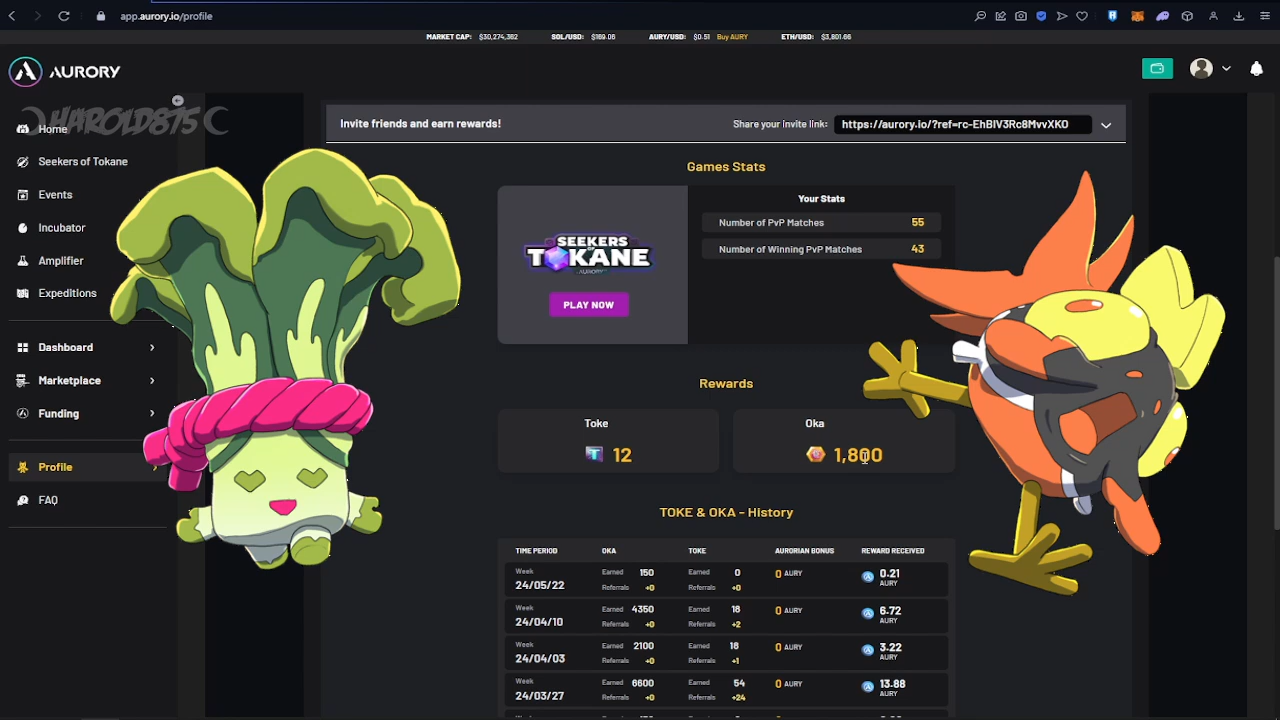 app.aurory.io/profile
MARKET CAP: $30,274,382 SOL/USD: $169.06 AURY/USD: $0.51 Buy AURY ETH/USD: $3,801.66
AURORY
HAROLD875
Home
Seekers of Tokane
Events
Incubator
Amplifier
Expeditions
Dashboard
Marketplace
Funding
Profile
FAQ
Invite friends and earn rewards! Share your invite link: https://aurory.io/?ref=rc-EhBIV3Rc8MvvXKO
Games Stats
SEEKERS
OF
TOKANE
AURORY
PLAY NOW
Your Stats
Number of PvP Matches 55
Number of Winning PvP Matches 43
Rewards
Toke Oka
T 12 1,800
TOKE & OKA - History
TIME PERIOD OKA TOKE AURORIAN BONUS REWARD RECEIVED
Week Earned 150 Earned 0 0 AURY 0.21
24/05/22 Referrals +0 Referrals +0 AURY
Week Earned 4350 Earned 18 0 AURY 6.72
24/04/10 Referrals +0 Referrals +2 AURY
Week Earned 2100 Earned 18 0 AURY 3.22
24/04/03 Referrals +0 Referrals +1 AURY
Week Earned 6600 Earned 54 0 AURY 13.88
24/03/27 Referrals +0 Referrals +24 AURY